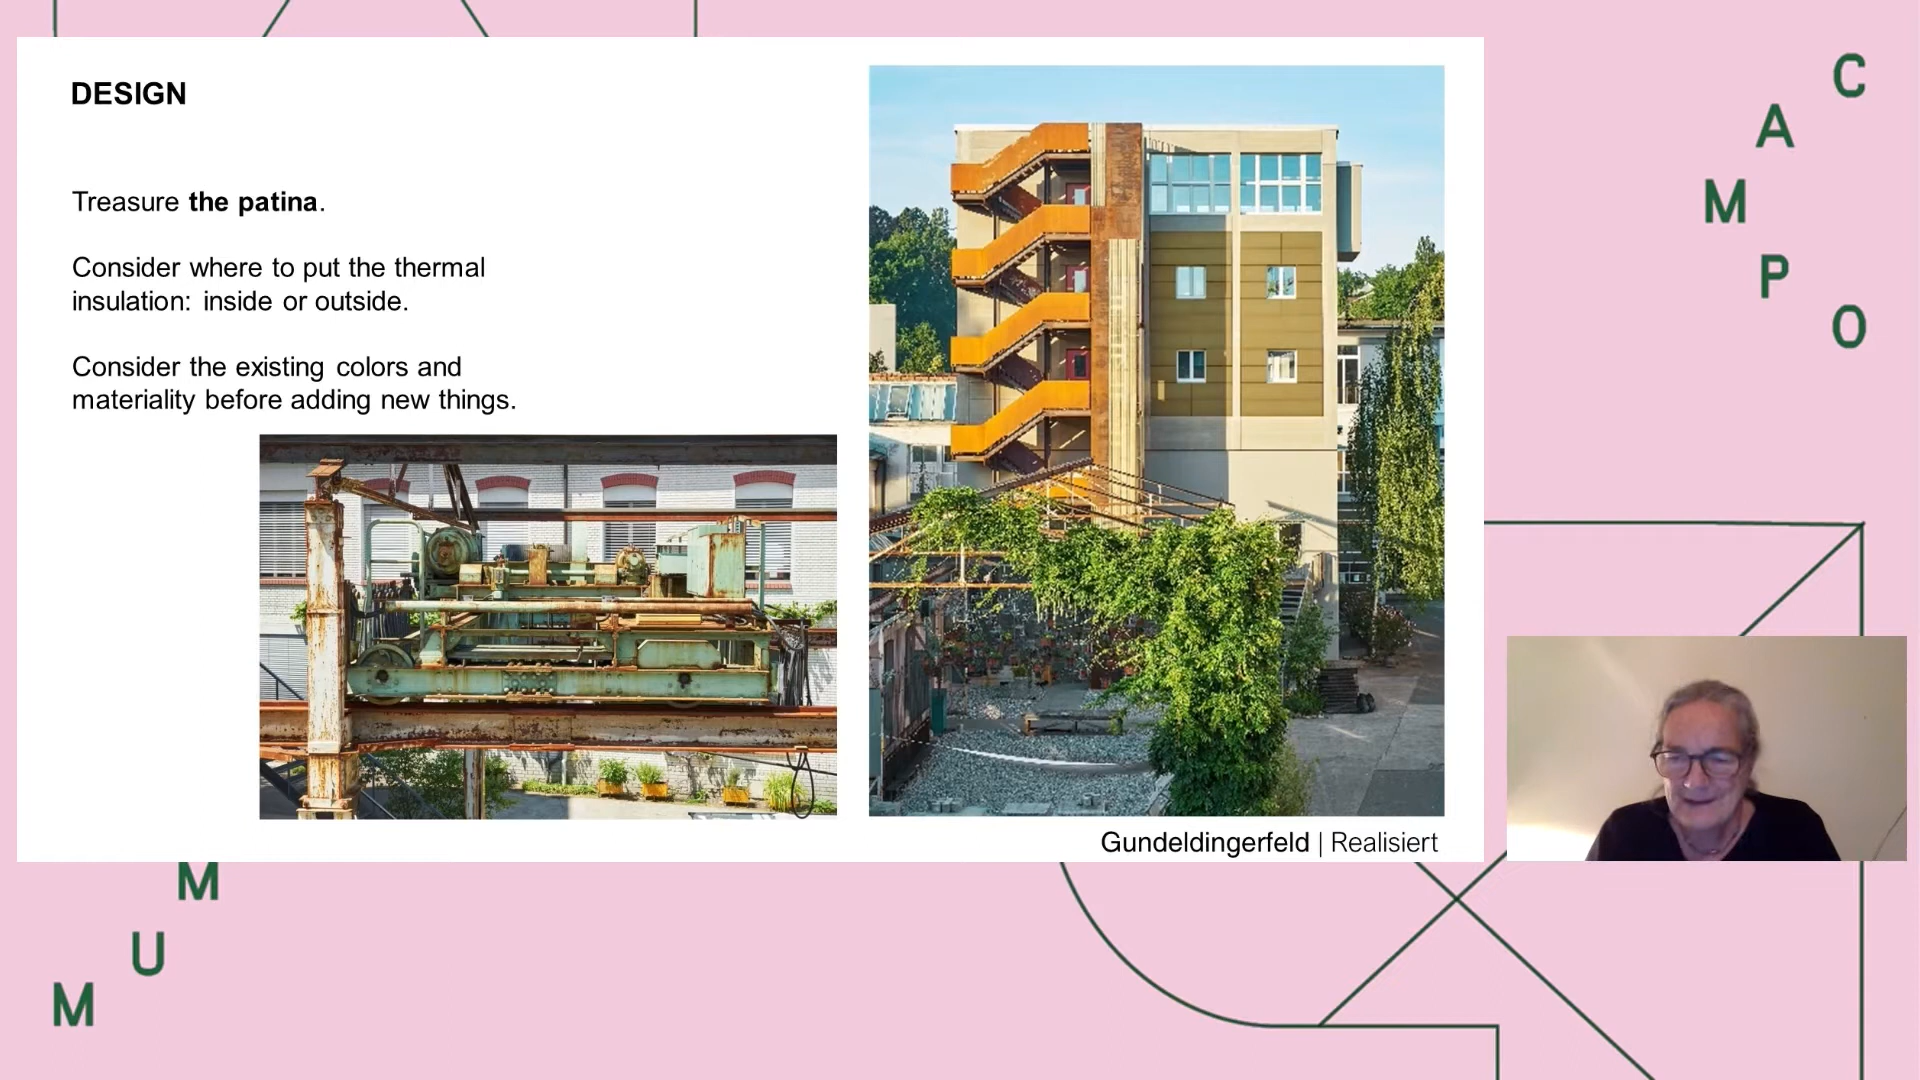 DESIGN
Treasure the patina.
Consider where to put the thermal
insulation: inside or outside.
Consider the existing colors and
materiality before adding new things.
Gundeldingerfeld | Realisiert
C
A
M
P
O
M
U
M